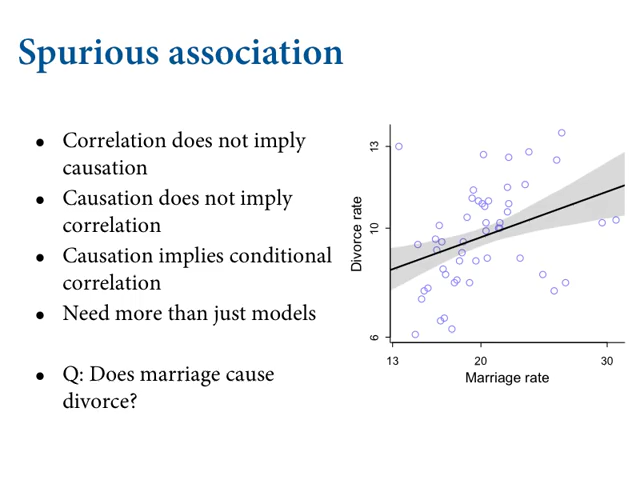 Spurious association
• Correlation does not imply
causation
• Causation does not imply
correlation
• Causation implies conditional
correlation
• Need more than just models
• Q: Does marriage cause
divorce?
13
10
6
Divorce rate
13 20 30
Marriage rate